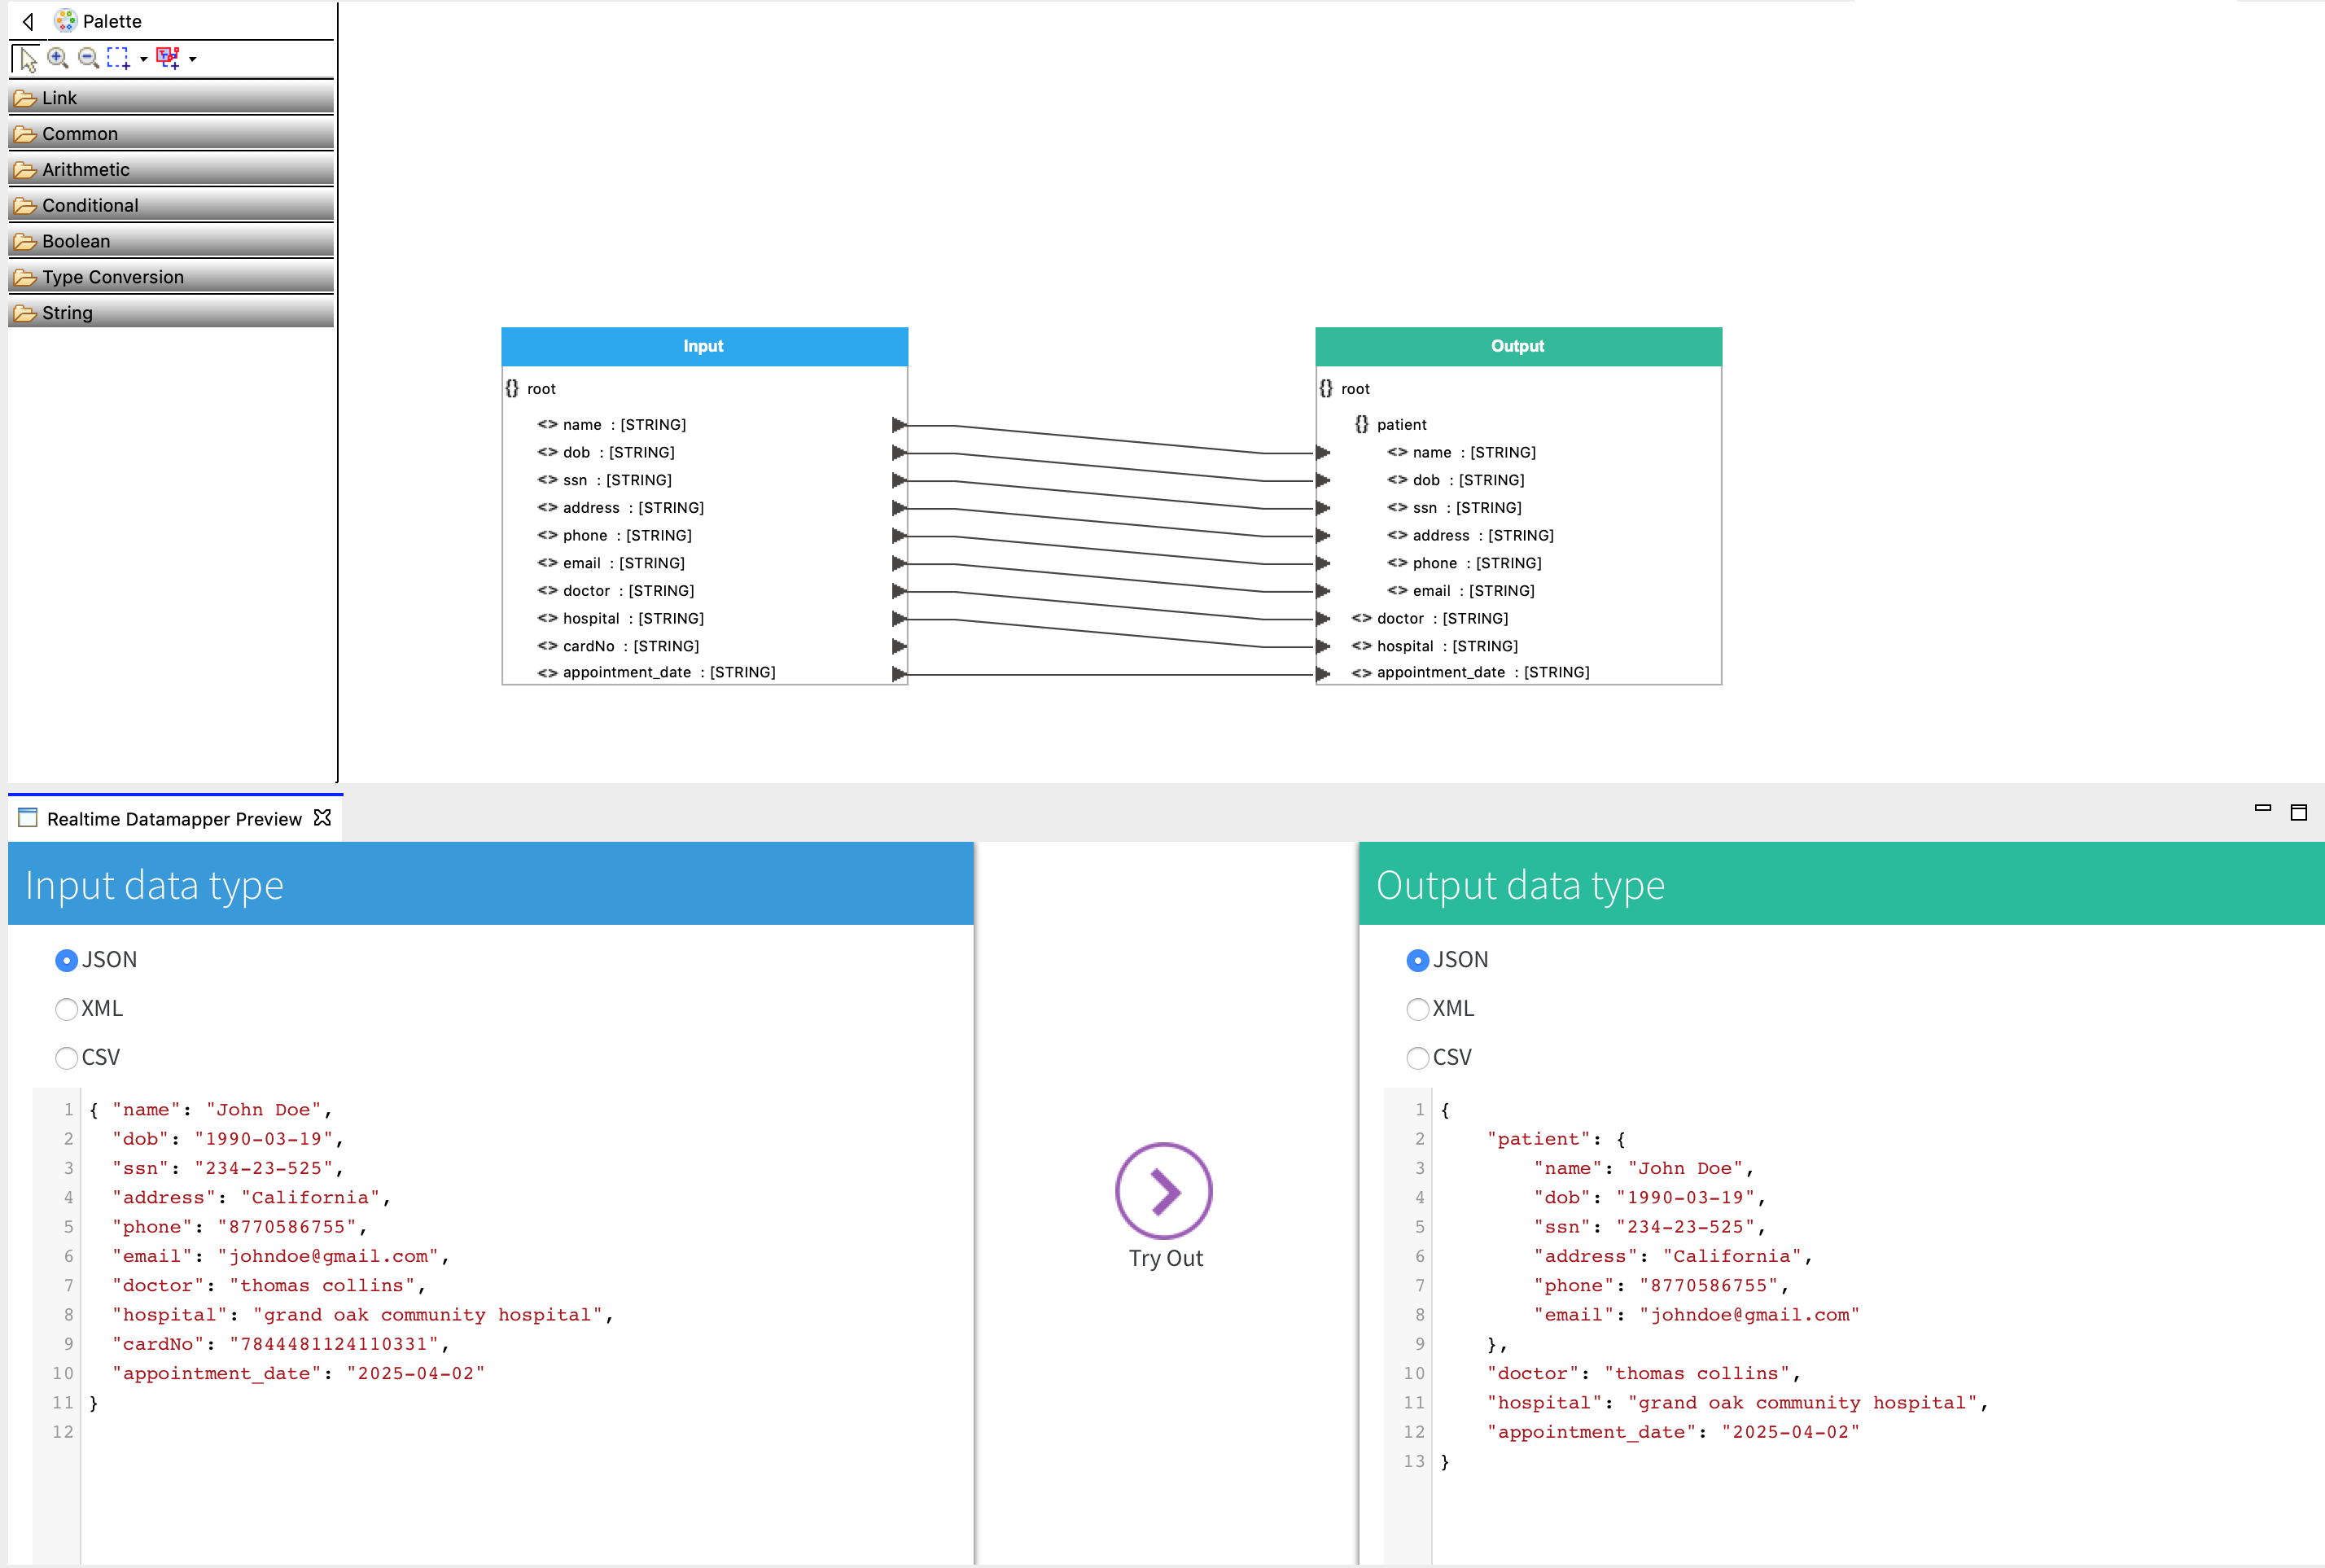 Palette
Link
Common
Arithmetic
Conditional
Boolean
Type Conversion
String
Input
{} root
<> name : [STRING]
<> dob : [STRING]
<> ssn : [STRING]
<> address : [STRING]
<> phone : [STRING]
<> email : [STRING]
<> doctor : [STRING]
<> hospital : [STRING]
<> cardNo : [STRING]
<> appointment_date : [STRING]
Output
{} root
{} patient
<> name : [STRING]
<> dob : [STRING]
<> ssn : [STRING]
<> address : [STRING]
<> phone : [STRING]
<> email : [STRING]
<> doctor : [STRING]
<> hospital : [STRING]
<> appointment_date : [STRING]
Realtime Datamapper Preview
Input data type
JSON
XML
CSV
1 { "name": "John Doe",
2 "dob": "1990-03-19",
3 "ssn": "234-23-525",
4 "address": "California",
5 "phone": "8770586755",
6 "email": "johndoe@gmail.com",
7 "doctor": "thomas collins",
8 "hospital": "grand oak community hospital",
9 "cardNo": "7844481124110331",
10 "appointment_date": "2025-04-02"
11 }
12
Try Out
Output data type
JSON
XML
CSV
1 {
2 "patient": {
3 "name": "John Doe",
4 "dob": "1990-03-19",
5 "ssn": "234-23-525",
6 "address": "California",
7 "phone": "8770586755",
8 "email": "johndoe@gmail.com"
9 },
10 "doctor": "thomas collins",
11 "hospital": "grand oak community hospital",
12 "appointment_date": "2025-04-02"
13 }